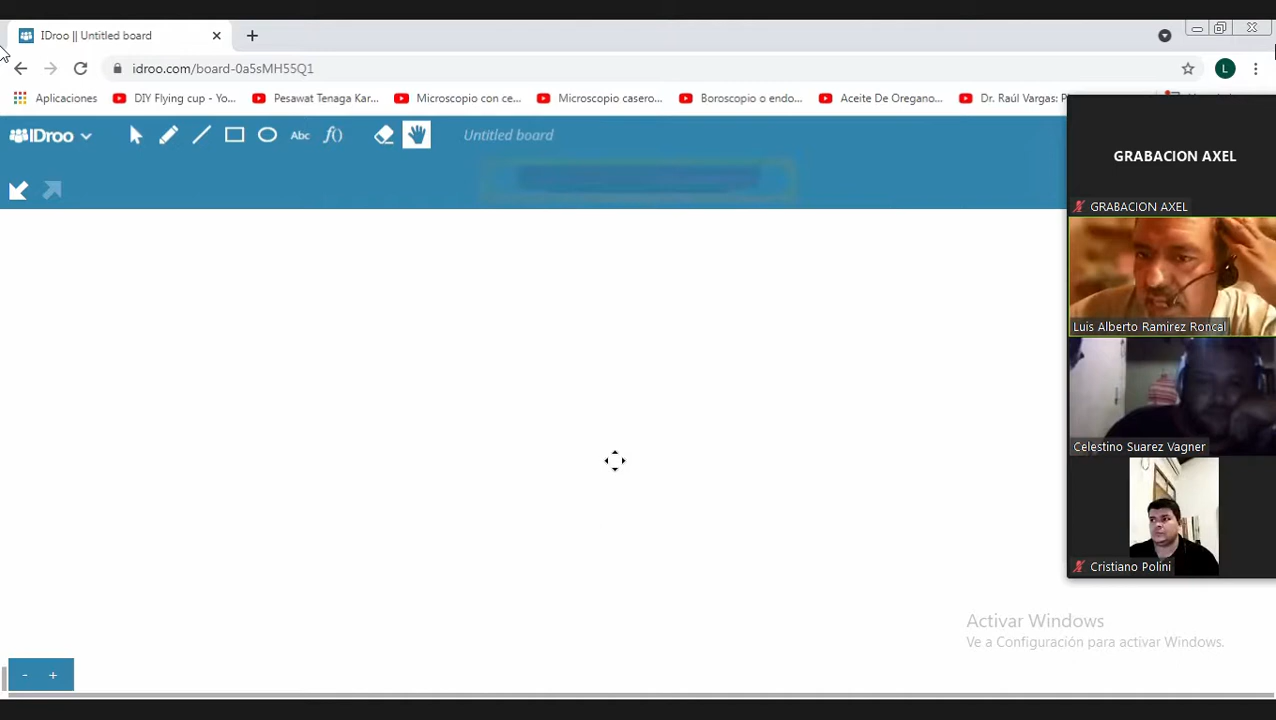 IDroo || Untitled board
idroo.com/board-0a5sMH55Q1
Aplicaciones
DIY Flying cup - Yo...
Pesawat Tenaga Kar...
Microscopio con ce...
Microscopio casero...
Boroscopio o endo...
Aceite De Oregano...
Dr. Raúl Vargas:
L
IDroo
Abc
f()
Untitled board
GRABACION AXEL
GRABACION AXEL
Luis Alberto Ramirez Roncal
Celestino Suarez Vagner
Cristiano Polini
Activar Windows
Ve a Configuración para activar Windows.
- +